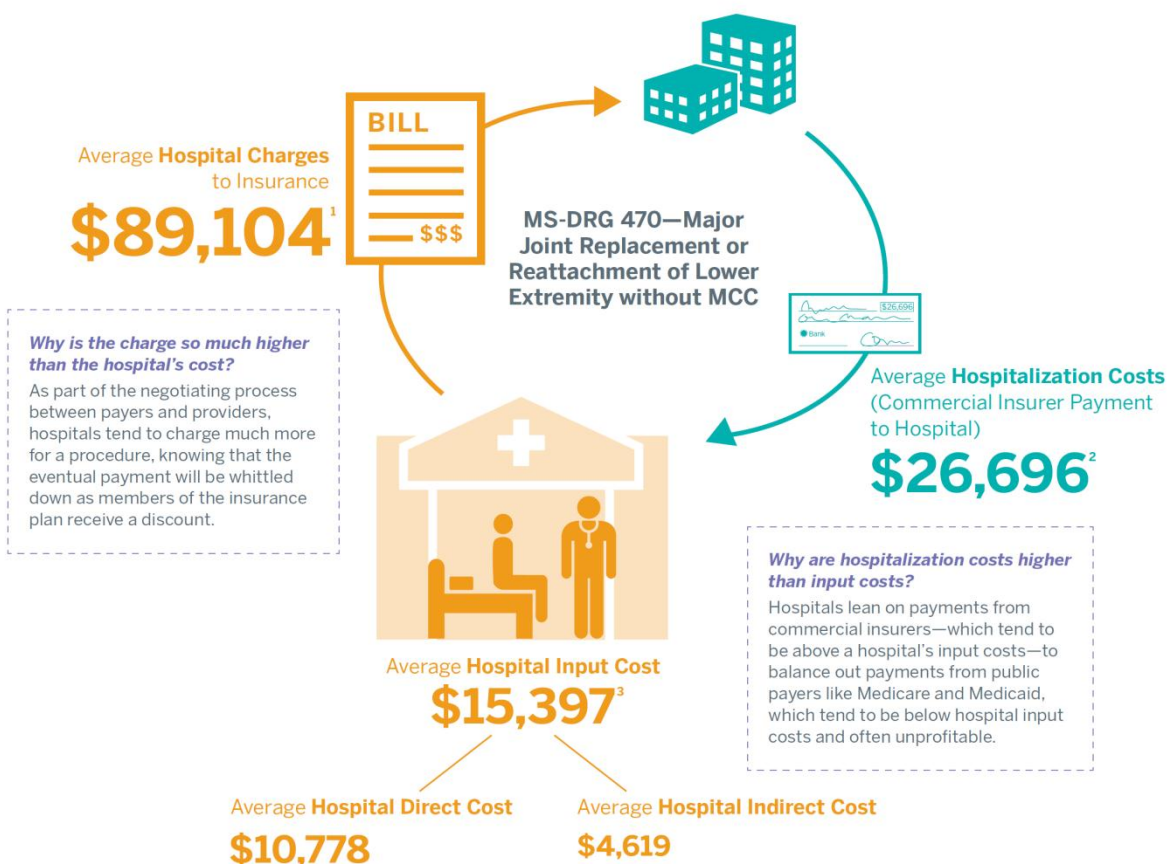 BILL
$$$
Average Hospital Charges
to Insurance
$89,104¹
MS-DRG 470—Major
Joint Replacement or
Reattachment of Lower
Extremity without MCC
$26,696
Bank
Average Hospitalization Costs
(Commercial Insurer Payment
to Hospital)
$26,696²
Why is the charge so much higher
than the hospital's cost?
As part of the negotiating process
between payers and providers,
hospitals tend to charge much more
for a procedure, knowing that the
eventual payment will be whittled
down as members of the insurance
plan receive a discount.
Why are hospitalization costs higher
than input costs?
Hospitals lean on payments from
commercial insurers—which tend to
be above a hospital's input costs—to
balance out payments from public
payers like Medicare and Medicaid,
which tend to be below hospital input
costs and often unprofitable.
Average Hospital Input Cost
$15,397³
Average Hospital Direct Cost
$10,778
Average Hospital Indirect Cost
$4,619